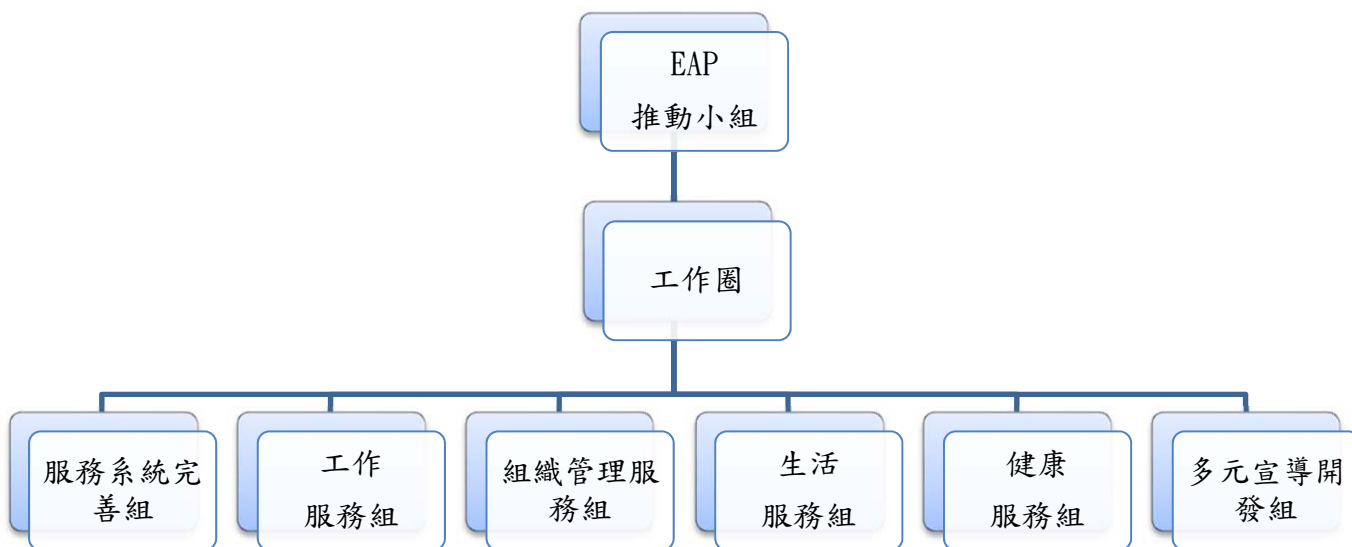 EAP
推動小組
工作圈
服務系統完
善組
工作
服務組
組織管理服
務組
生活
服務組
健康
服務組
多元宣導開
發組